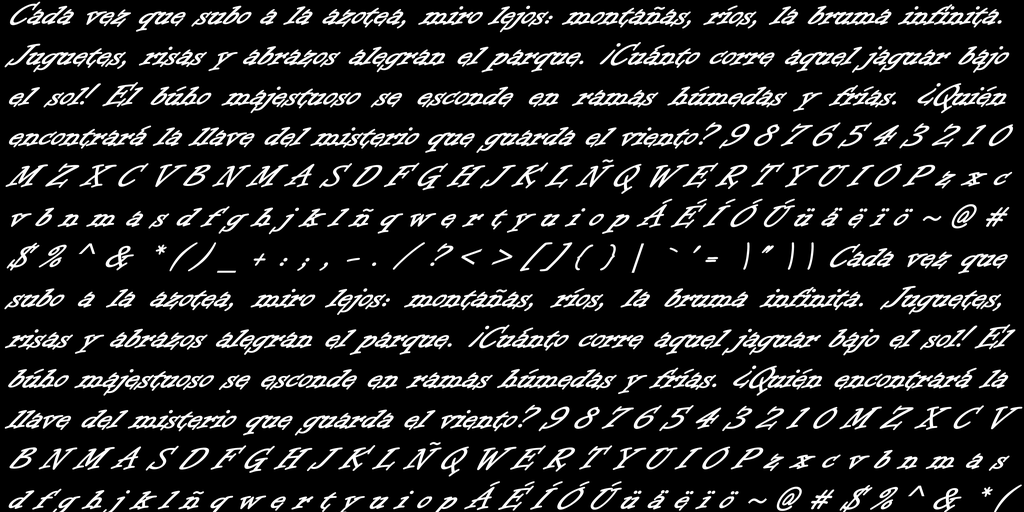 Cada vez que subo a la azotea, miro lejos: montañas, ríos, la bruma infinita.
Juguetes, risas y abrazos alegran el parque. ¡Cuánto corre aquel jaguar bajo
el sol! El búho majestuoso se esconde en ramas húmedas y frías. ¿Quién
encontrará la llave del misterio que guarda el viento? 9 8 7 6 5 4 3 2 1 0
M Z X C V B N M A S D F G H J K L Ñ Q W E R T Y U I O P z x c
v b n m a s d f g h j k l ñ q w e r t y u i o p Á É Í Ó Ú ü ä ë ï ö ~ @ #
$ % ^ & * ( ) _ + : ; , - . / ? < > [ ] { } | ` ' = \ " \ \ Cada vez que
subo a la azotea, miro lejos: montañas, ríos, la bruma infinita. Juguetes,
risas y abrazos alegran el parque. ¡Cuánto corre aquel jaguar bajo el sol! El
búho majestuoso se esconde en ramas húmedas y frías. ¿Quién encontrará la
llave del misterio que guarda el viento? 9 8 7 6 5 4 3 2 1 0 M Z X C V
B N M A S D F G H J K L Ñ Q W E R T Y U I O P z x c v b n m a s
d f g h j k l ñ q w e r t y u i o p Á É Í Ó Ú ü ä ë ï ö ~ @ # $ % ^ & * (